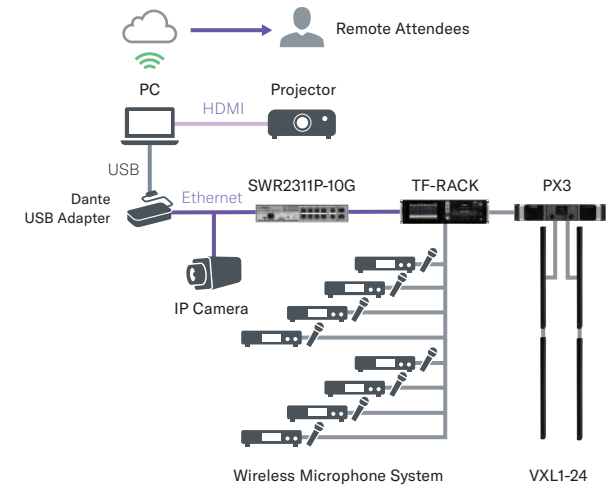 Remote Attendees
PC
Projector
HDMI
USB
Dante
USB Adapter
Ethernet
SWR2311P-10G
TF-RACK
PX3
IP Camera
Wireless Microphone System
VXL1-24